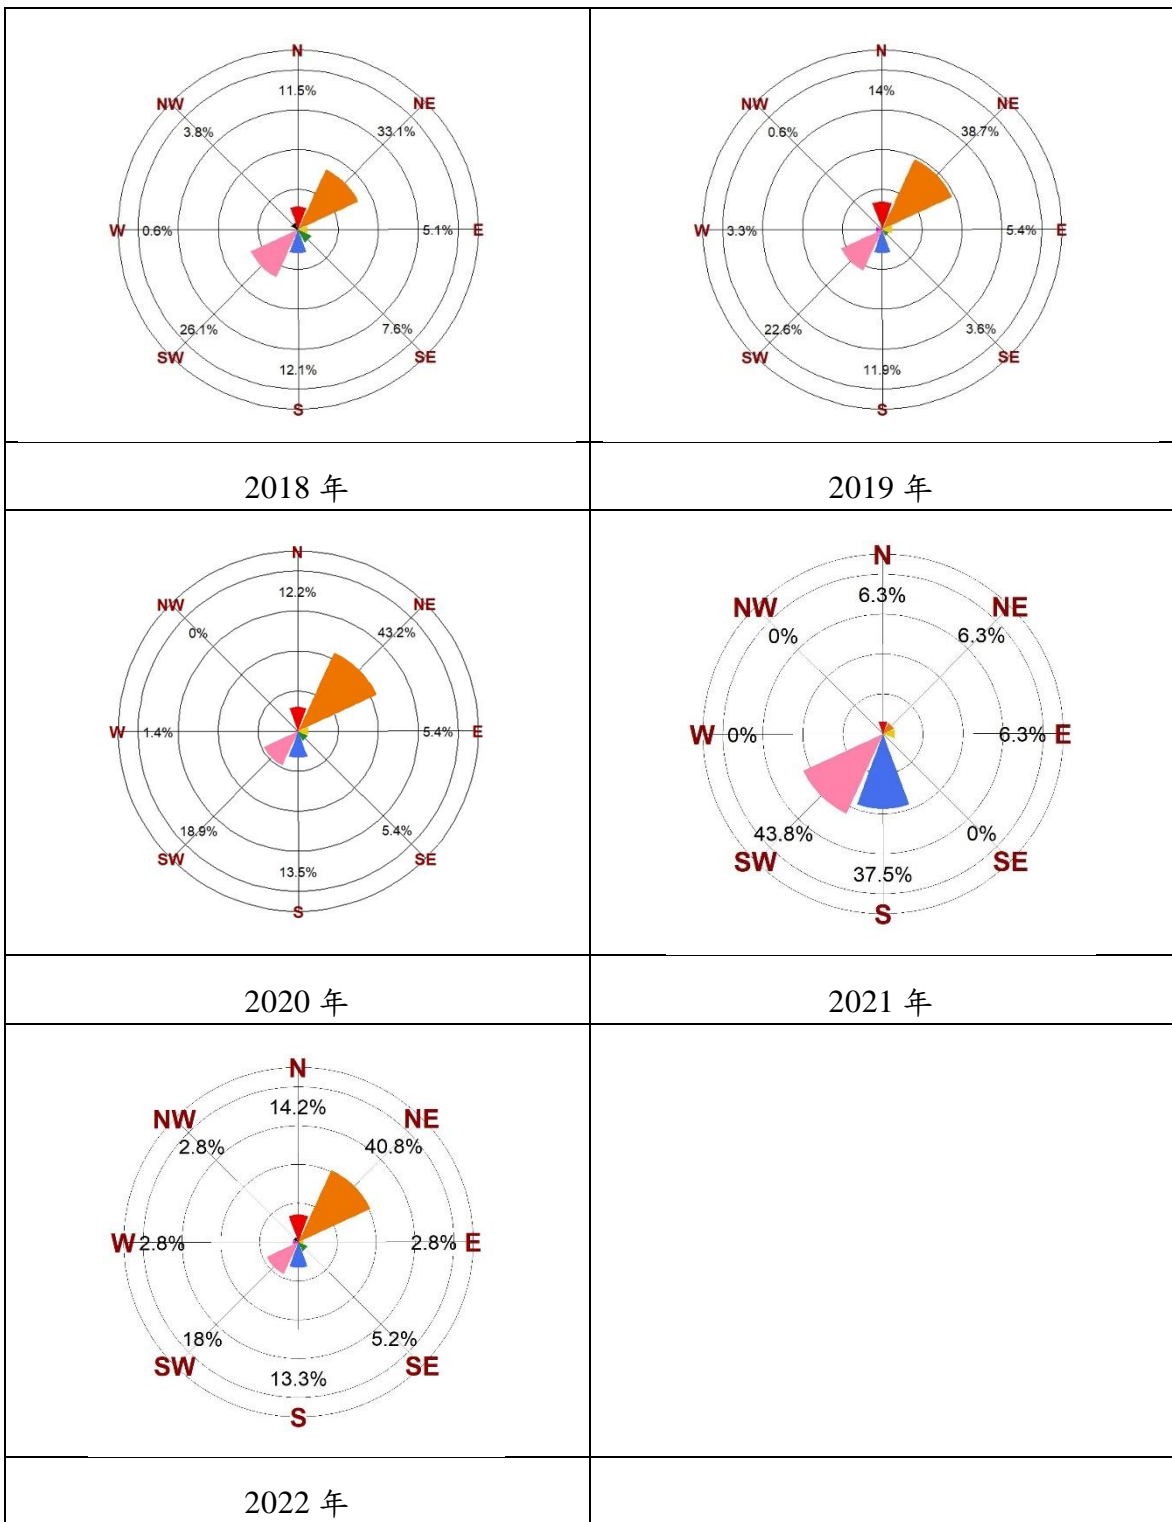 N
11.5%
NW
NE
3.8%
33.1%
W 0.6%
5.1% E
26.1%
7.6%
SW
SE
12.1%
S
N
14%
NW
NE
0.6%
38.7%
W 3.3%
5.4% E
22.6%
3.6%
SW
SE
11.9%
S
2018 年
2019 年
N
12.2%
NW
NE
0%
43.2%
W 1.4%
5.4% E
18.9%
5.4%
SW
SE
13.5%
S
N
6.3%
NW
NE
0%
6.3%
W 0%
6.3% E
43.8%
0%
SW
SE
37.5%
S
2020 年
2021 年
N
14.2%
NW
NE
2.8%
40.8%
W 2.8%
2.8% E
18%
5.2%
SW
SE
13.3%
S
2022 年